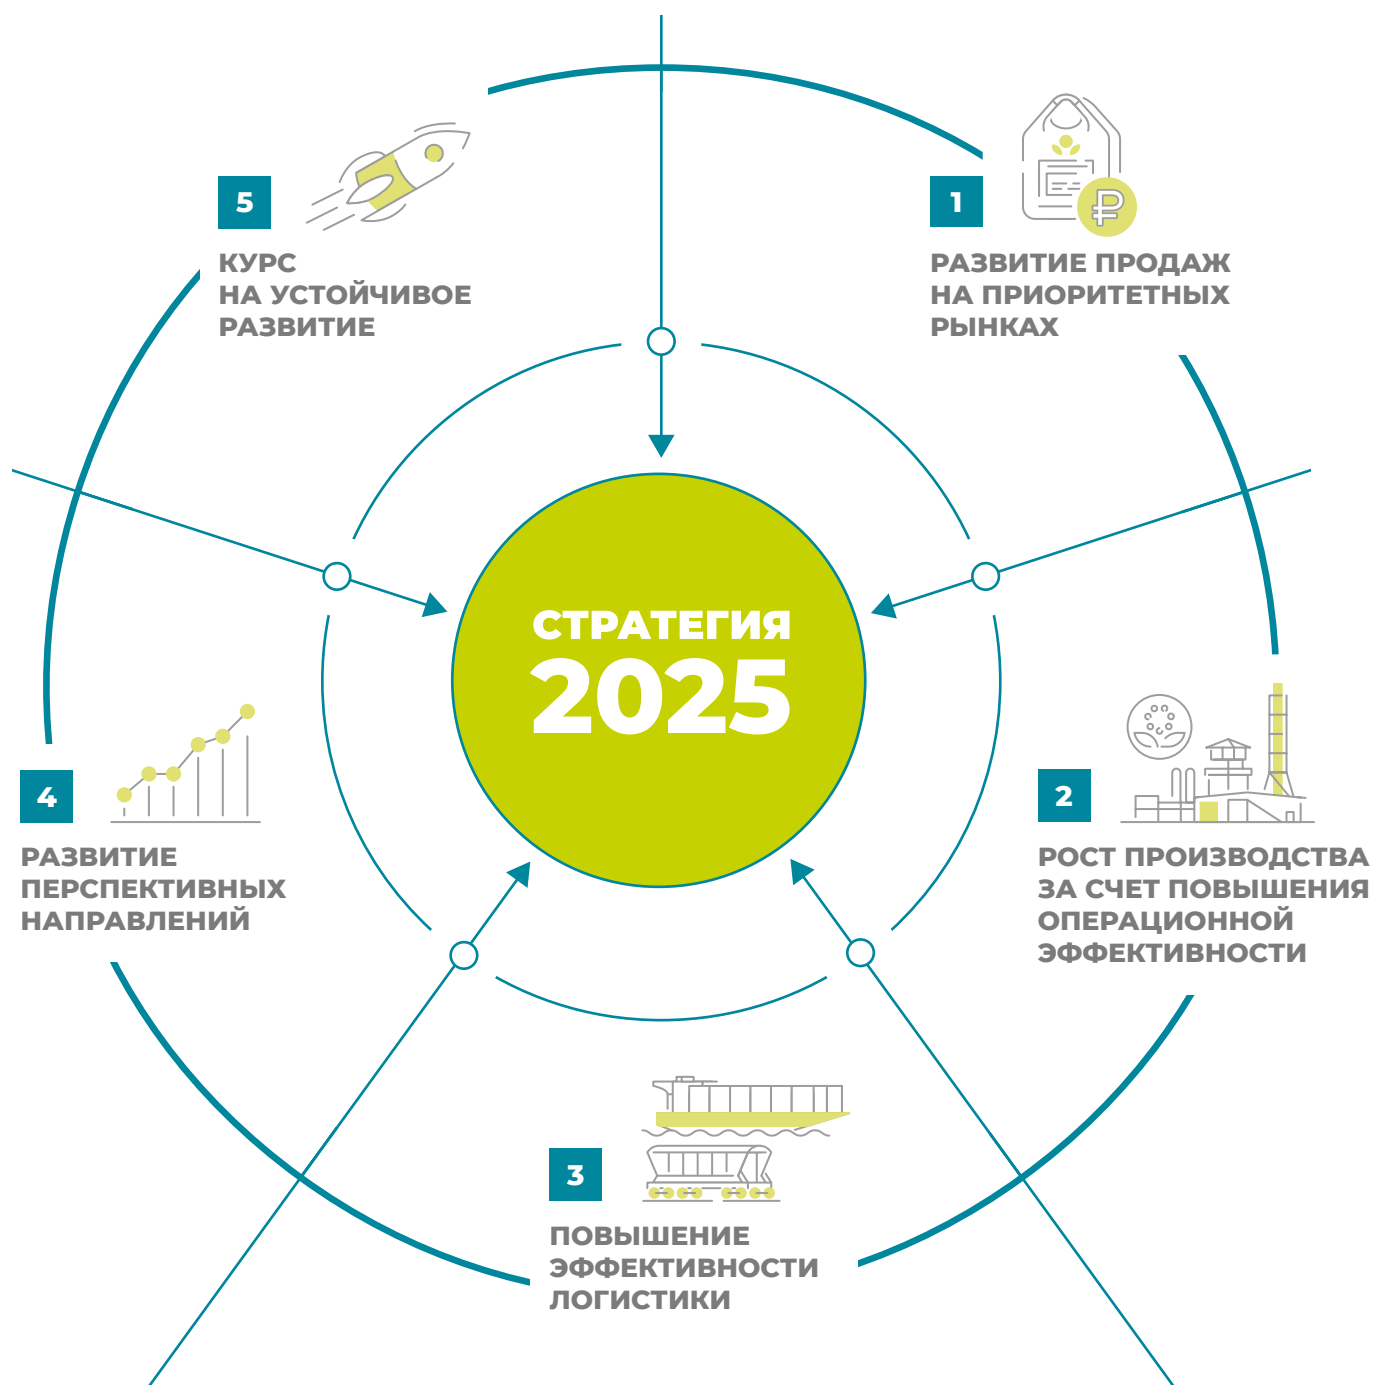 СТРАТЕГИЯ
2025
1
РАЗВИТИЕ ПРОДАЖ
НА ПРИОРИТЕТНЫХ
РЫНКАХ
2
РОСТ ПРОИЗВОДСТВА
ЗА СЧЕТ ПОВЫШЕНИЯ
ОПЕРАЦИОННОЙ
ЭФФЕКТИВНОСТИ
3
ПОВЫШЕНИЕ
ЭФФЕКТИВНОСТИ
ЛОГИСТИКИ
4
РАЗВИТИЕ
ПЕРСПЕКТИВНЫХ
НАПРАВЛЕНИЙ
5
КУРС
НА УСТОЙЧИВОЕ
РАЗВИТИЕ